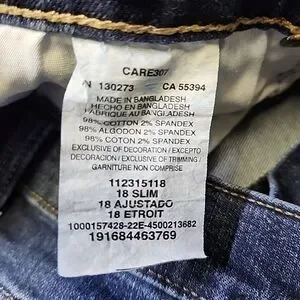 CARE307
N 130273 CA 55394
MADE IN BANGLADESH
HECHO EN BANGLADESH
FABRIQUE AU BANGLADESH
98% COTTON 2% SPANDEX
98% ALGODON 2% SPANDEX
98% COTON 2% SPANDEX
EXCLUSIVE OF DECORATION / EXCEPTO
DECORACION / EXCLUSIVE OF TRIMMING /
GARNITURE NON COMPRISE
112315118
18 SLIM
18 AJUSTADO
18 ETROIT
1000157428-22E-4500213682
191684463769